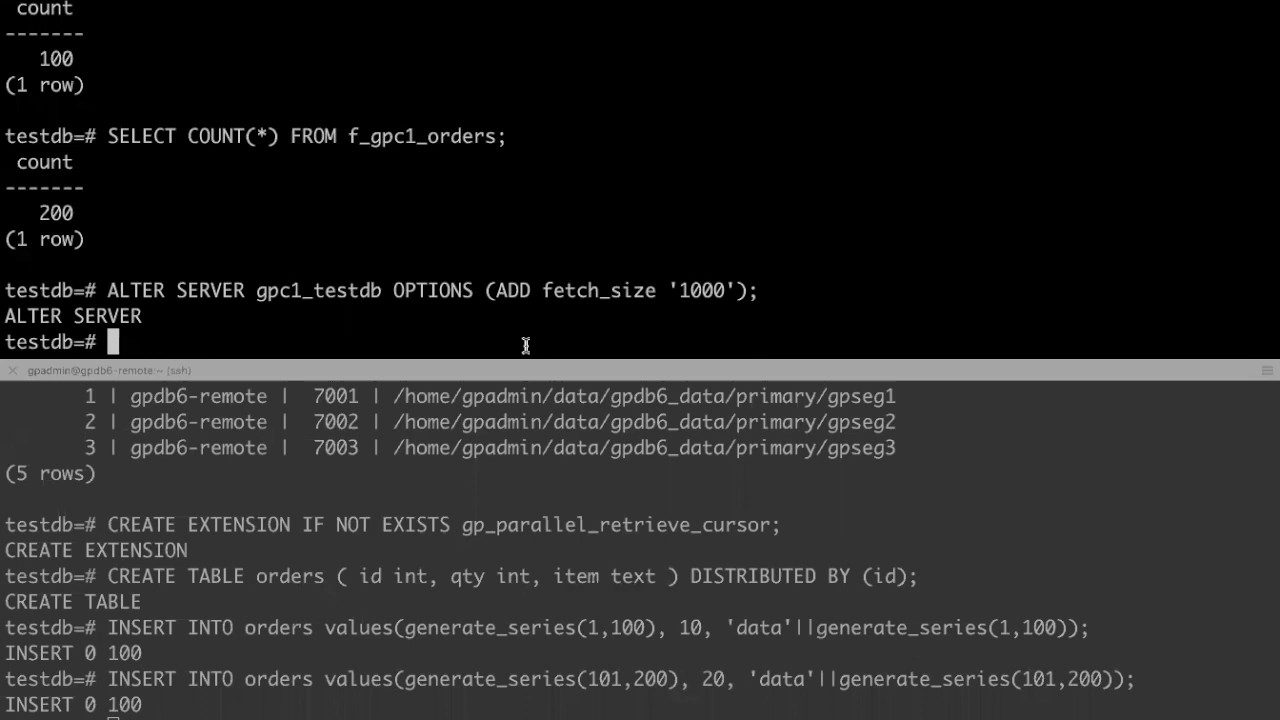 count
-------
100
(1 row)
testdb=# SELECT COUNT(*) FROM f_gpc1_orders;
count
-------
200
(1 row)
testdb=# ALTER SERVER gpc1_testdb OPTIONS (ADD fetch_size '1000');
ALTER SERVER
testdb=#
gpadmin@gpdb6-remote:~ (ssh)
1 | gpdb6-remote | 7001 | /home/gpadmin/data/gpdb6_data/primary/gpseg1
2 | gpdb6-remote | 7002 | /home/gpadmin/data/gpdb6_data/primary/gpseg2
3 | gpdb6-remote | 7003 | /home/gpadmin/data/gpdb6_data/primary/gpseg3
(5 rows)
testdb=# CREATE EXTENSION IF NOT EXISTS gp_parallel_retrieve_cursor;
CREATE EXTENSION
testdb=# CREATE TABLE orders ( id int, qty int, item text ) DISTRIBUTED BY (id);
CREATE TABLE
testdb=# INSERT INTO orders values(generate_series(1,100), 10, 'data'||generate_series(1,100));
INSERT 0 100
testdb=# INSERT INTO orders values(generate_series(101,200), 20, 'data'||generate_series(101,200));
INSERT 0 100